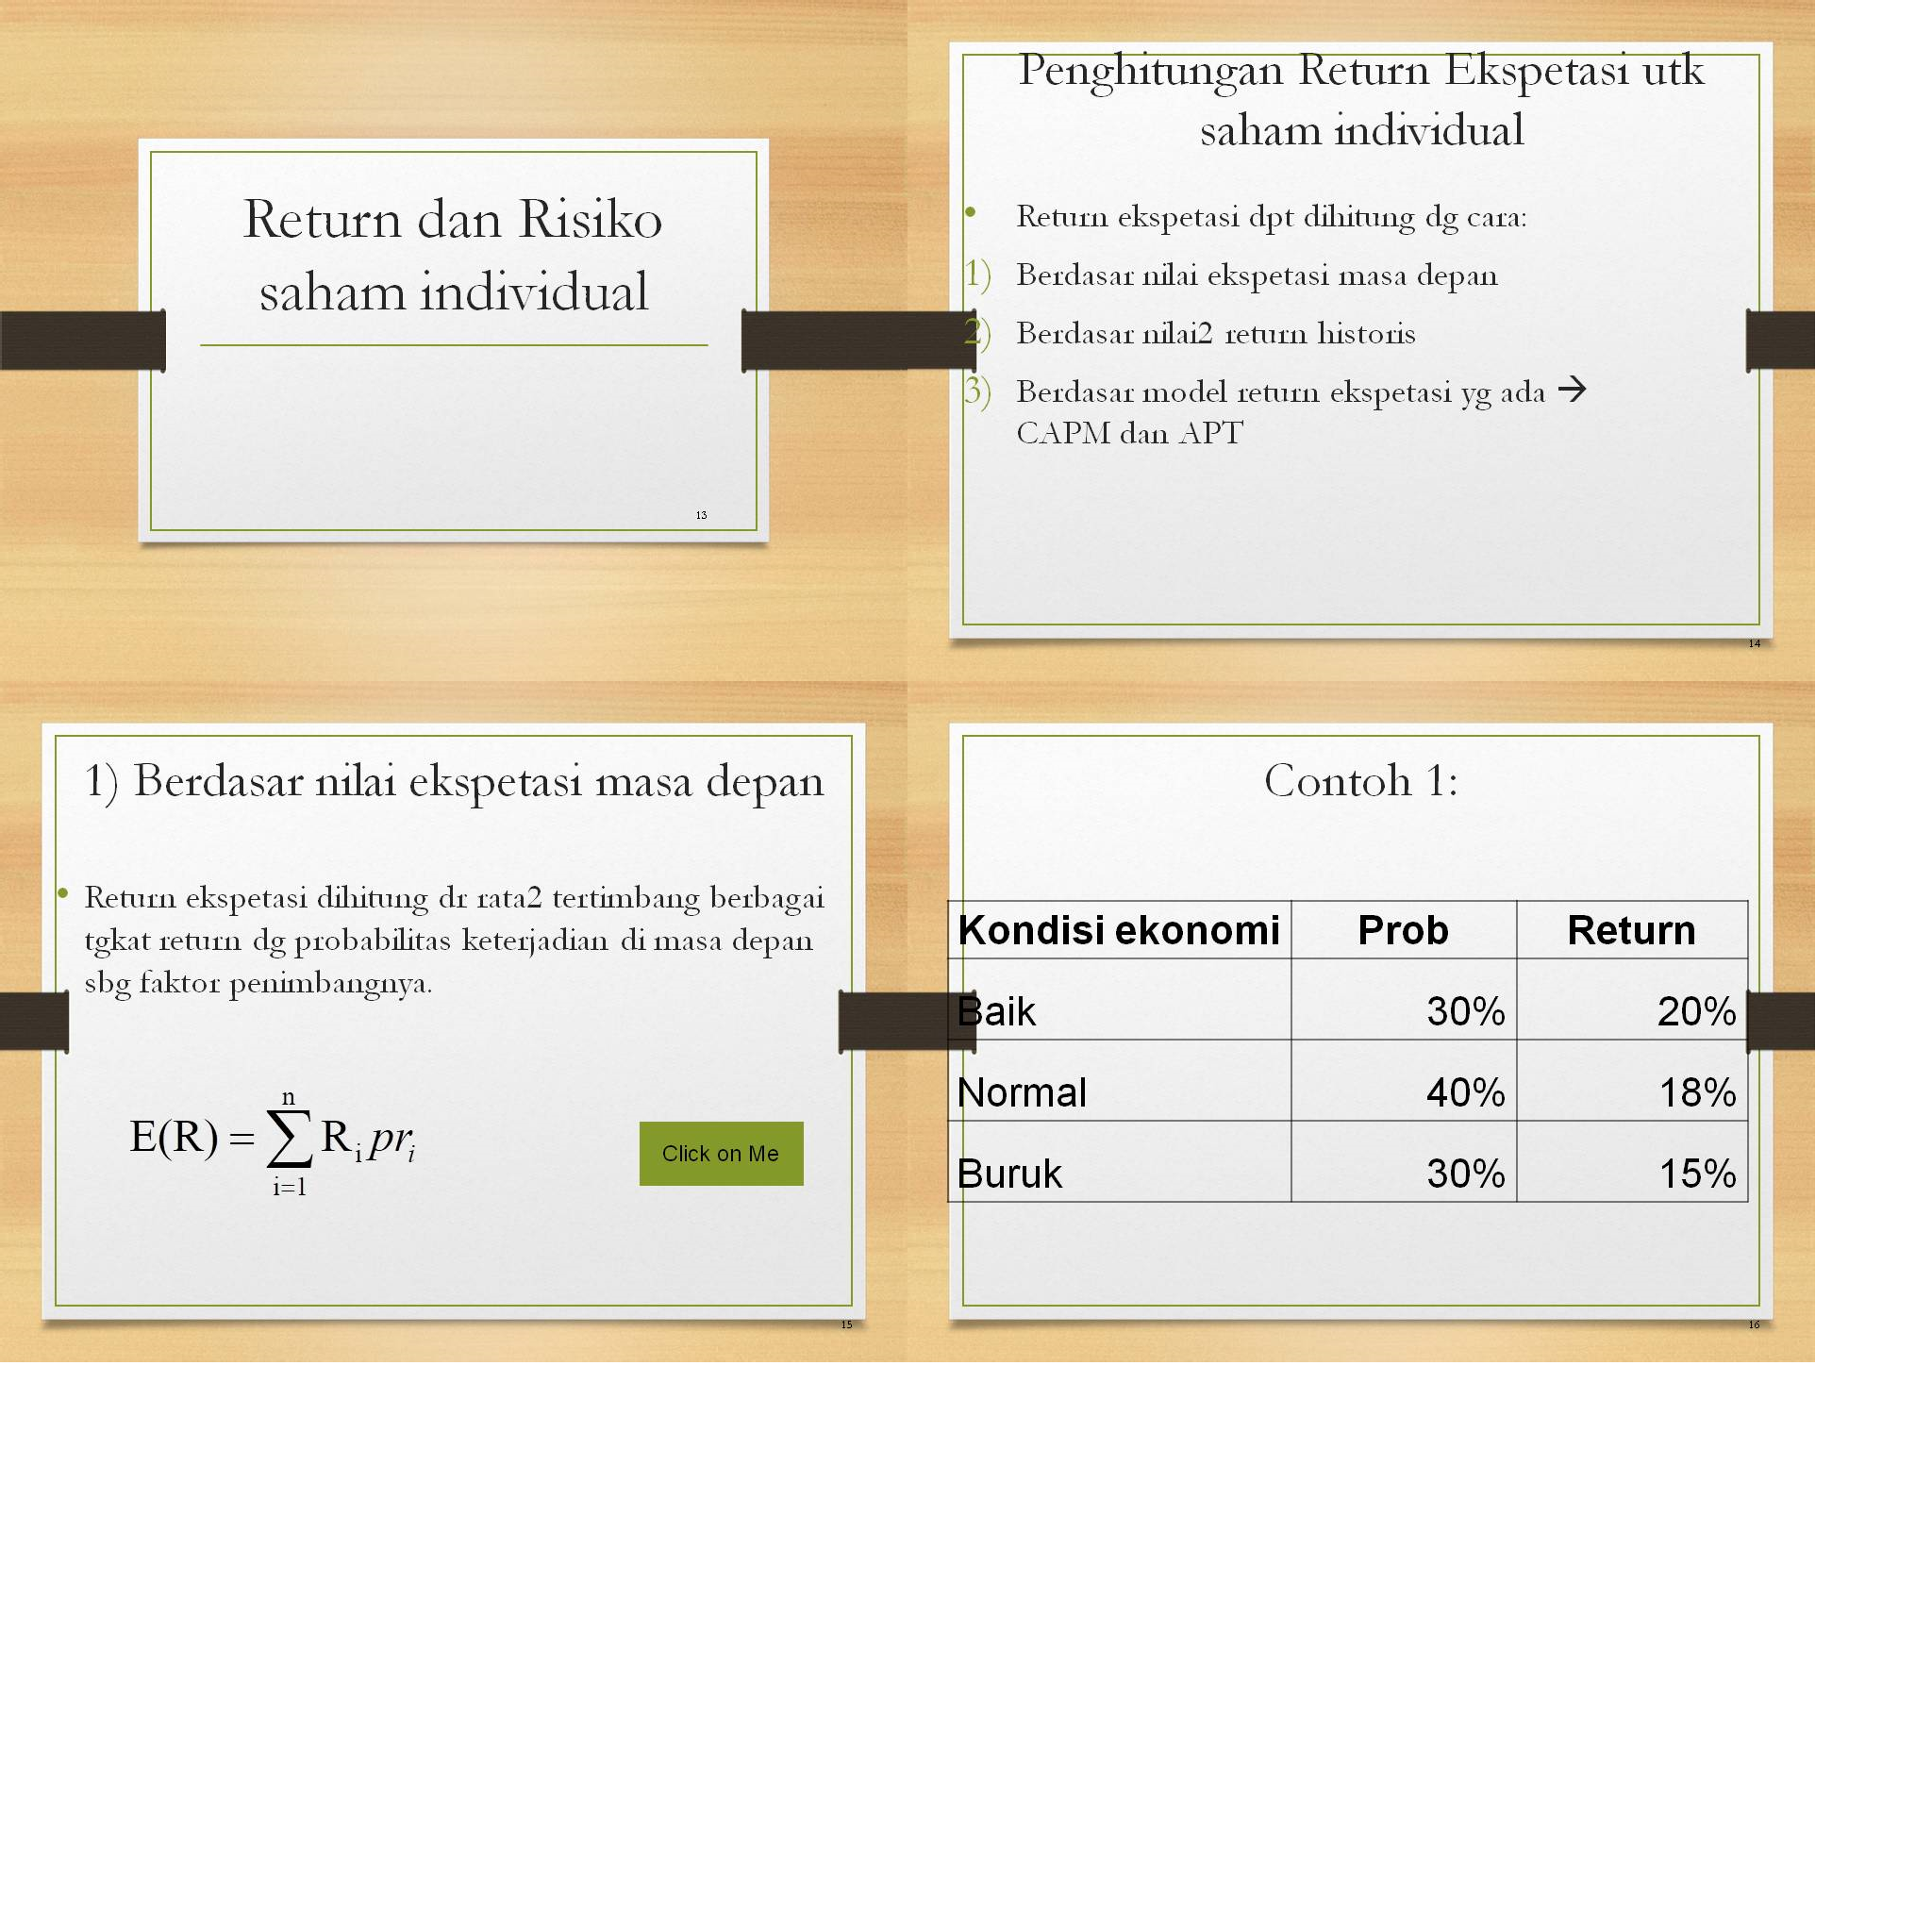 Return dan Risiko
saham individual
13
Penghitungan Return Ekspetasi utk
saham individual
• Return ekspetasi dpt dihitung dg cara:
1) Berdasar nilai ekspetasi masa depan
2) Berdasar nilai2 return historis
3) Berdasar model return ekspetasi yg ada →
CAPM dan APT
14
1) Berdasar nilai ekspetasi masa depan
• Return ekspetasi dihitung dr rata2 tertimbang berbagai
tgkat return dg probabilitas keterjadian di masa depan
sbg faktor penimbangnya.
E(R) = ∑ᵢ₌₁ⁿ Rᵢ prᵢ
Click on Me
15
Contoh 1:
Kondisi ekonomi Prob Return
Baik 30% 20%
Normal 40% 18%
Buruk 30% 15%
16